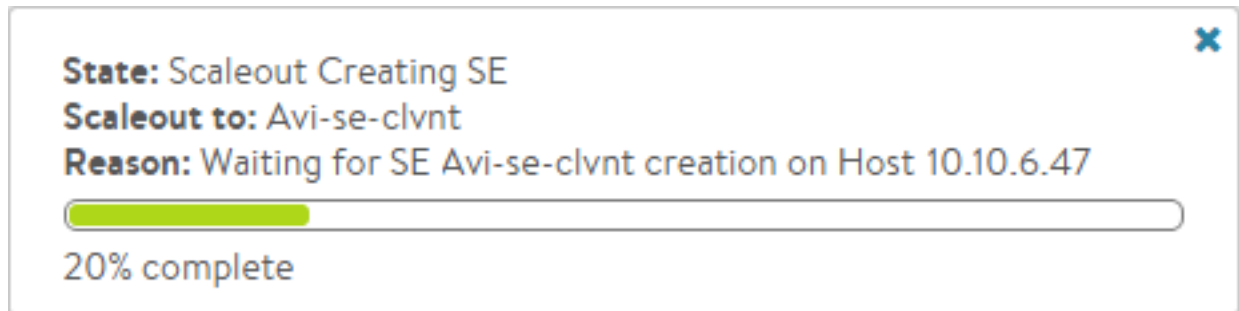 State: Scaleout Creating SE
Scaleout to: Avi-se-clvnt
Reason: Waiting for SE Avi-se-clvnt creation on Host 10.10.6.47
20% complete